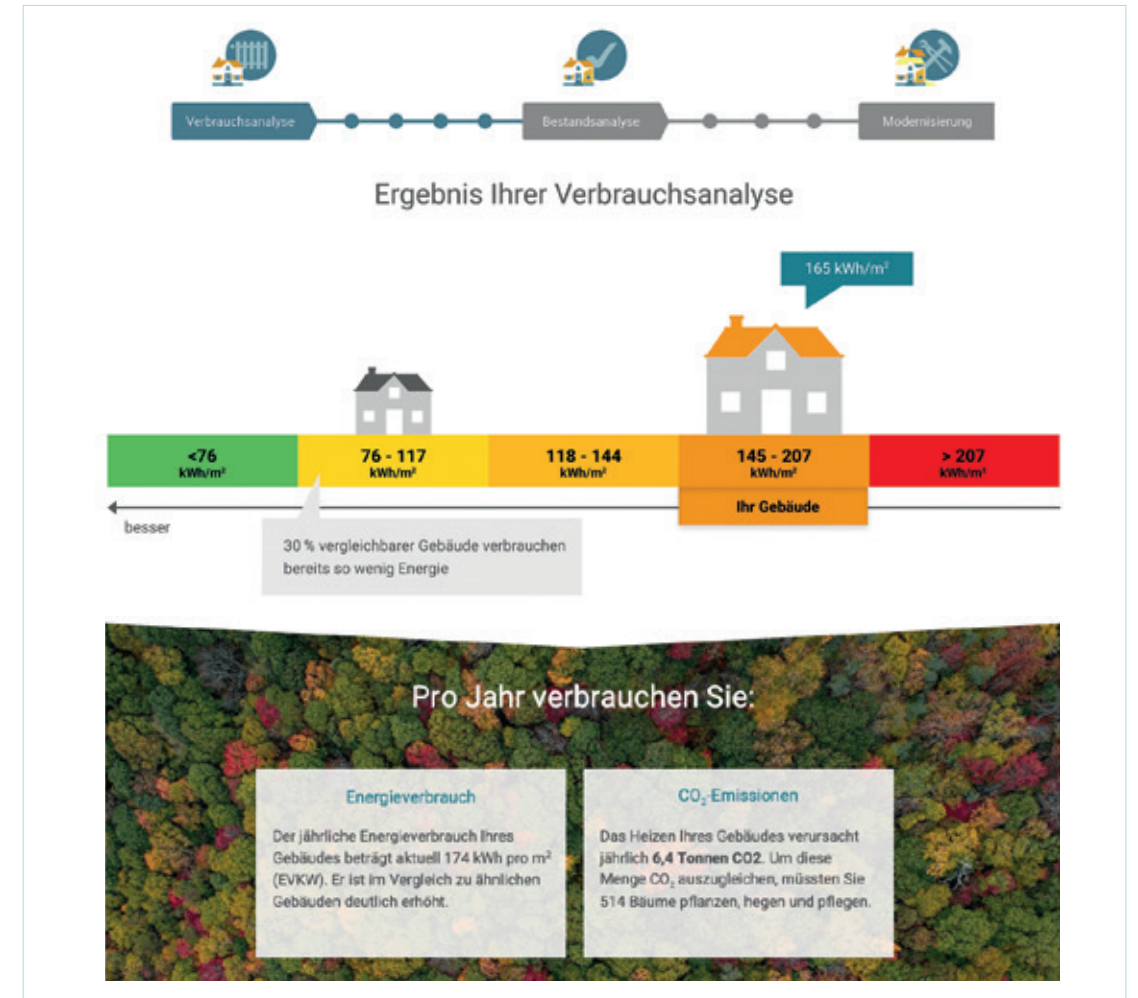 Verbrauchsanalyse
Bestandsanalyse
Modernisierung
Ergebnis Ihrer Verbrauchsanalyse
165 kWh/m²
<76
kWh/m²
76 - 117
kWh/m²
118 - 144
kWh/m²
145 - 207
kWh/m²
> 207
kWh/m²
Ihr Gebäude
besser
30 % vergleichbarer Gebäude verbrauchen
bereits so wenig Energie
Pro Jahr verbrauchen Sie:
Energieverbrauch
Der jährliche Energieverbrauch Ihres
Gebäudes beträgt aktuell 174 kWh pro m²
(EVKW). Er ist im Vergleich zu ähnlichen
Gebäuden deutlich erhöht.
CO₂-Emissionen
Das Heizen Ihres Gebäudes verursacht
jährlich 6,4 Tonnen CO2. Um diese
Menge CO₂ auszugleichen, müssten Sie
514 Bäume pflanzen, hegen und pflegen.